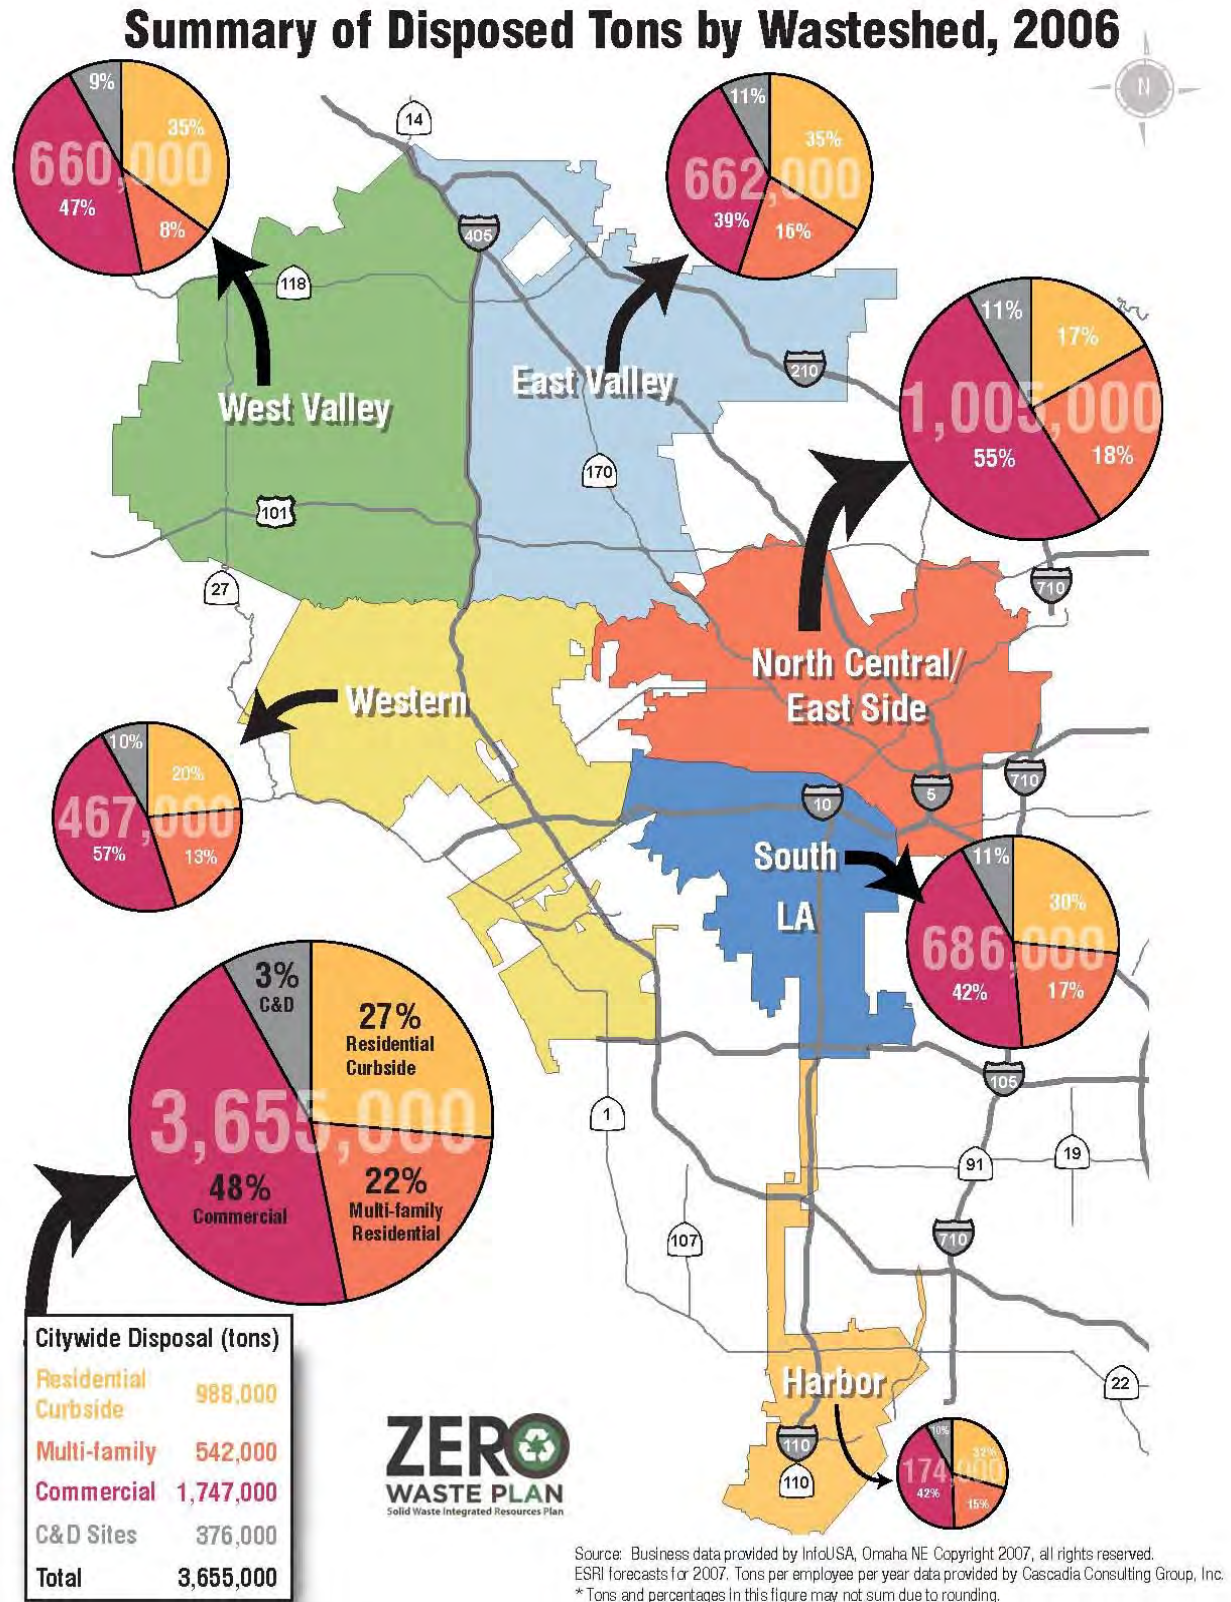 Summary of Disposed Tons by Wasteshed, 2006
N
9%
35%
660,000
47%
8%
14
11%
35%
662,000
39%
16%
405
118
11%
17%
1,005,000
55%
18%
210
East Valley
West Valley
170
101
27
710
North Central/
East Side
Western
10%
20%
467,000
57%
13%
10
5
710
South
LA
11%
30%
686,000
42%
17%
3%
C&D
27%
Residential
Curbside
3,655,000
48%
Commercial
22%
Multi-family
Residential
105
1
91
19
107
710
Citywide Disposal (tons)
Residential
Curbside 988,000
Multi-family 542,000
Commercial 1,747,000
C&D Sites 376,000
Total 3,655,000
Harbor
22
110
110
10%
32%
174,000
42%
15%
ZERO
WASTE PLAN
Solid Waste Integrated Resources Plan
Source: Business data provided by InfoUSA, Omaha NE Copyright 2007, all rights reserved.
ESRI forecasts for 2007. Tons per employee per year data provided by Cascadia Consulting Group, Inc.
* Tons and percentages in this figure may not sum due to rounding.